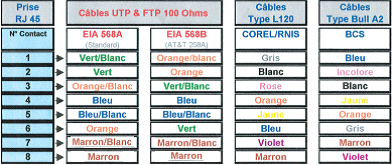 Prise RJ 45 Câbles UTP & FTP 100 Ohms Câbles Type L120 Câbles Type Bull A2
N° Contact EIA 568A (Standard) EIA 568B (AT&T 258A) COREL/RNIS BCS
1 Vert/Blanc Orange/blanc Gris Bleu
2 Vert Orange Blanc Incolore
3 Orange/Blanc Vert/Blanc Rose Blanc
4 Bleu Bleu Orange Jaune
5 Bleu/Blanc Bleu/Blanc Jaune Orange
6 Orange Vert Bleu Gris
7 Marron/Blanc Marron/Blanc Violet Marron
8 Marron Marron Marron Violet